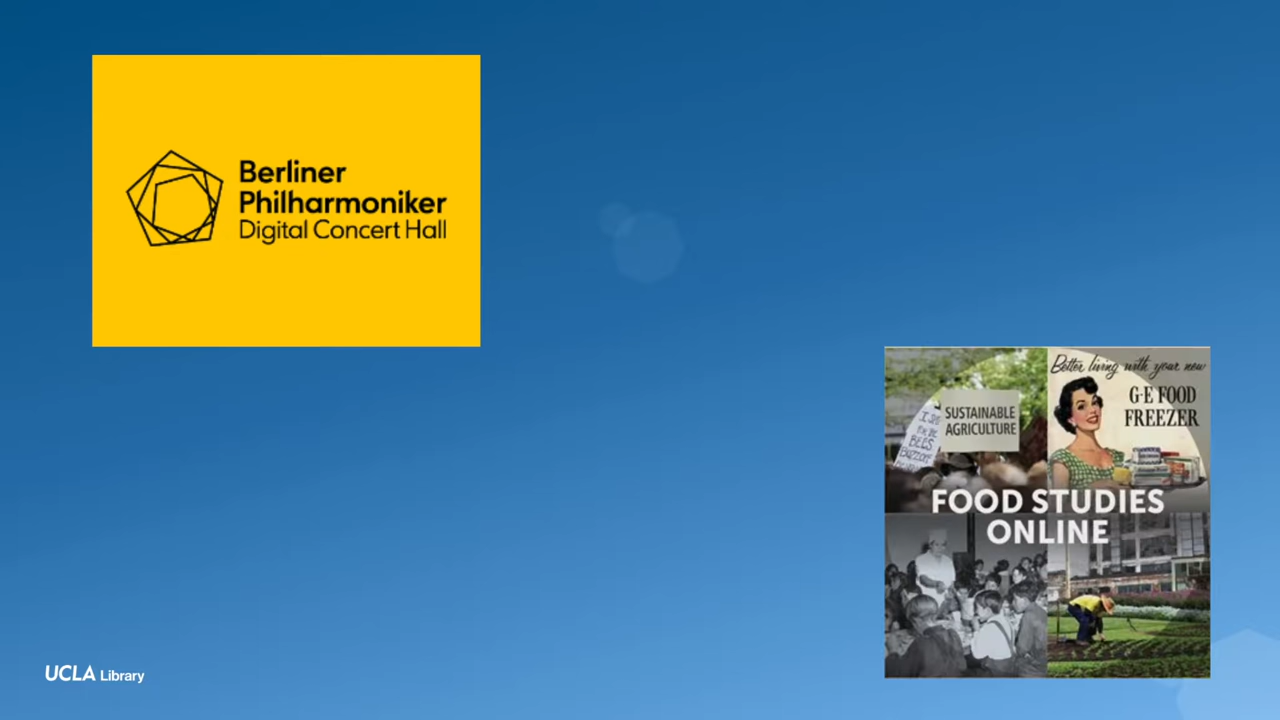 Berliner
Philharmoniker
Digital Concert Hall
Better living with your new
G-E FOOD
FREEZER
SUSTAINABLE
AGRICULTURE
BEES
FOOD STUDIES
ONLINE
UCLA Library